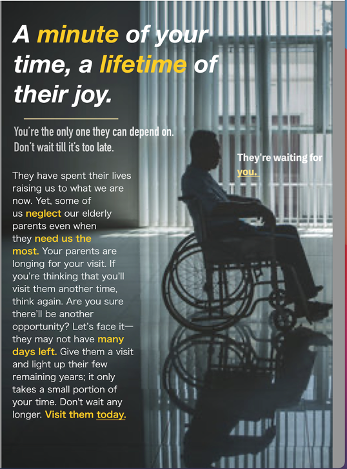 A minute of your
time, a lifetime of
their joy.
You're the only one they can depend on.
Don't wait till it's too late.
They're waiting for
you.
They have spent their lives
raising us to what we are
now. Yet, some of
us neglect our elderly
parents even when
they need us the
most. Your parents are
longing for your visit. If
you're thinking that you'll
visit them another time,
think again. Are you sure
there'll be another
opportunity? Let's face it—
they may not have many
days left. Give them a visit
and light up their few
remaining years; it only
takes a small portion of
your time. Don't wait any
longer. Visit them today.